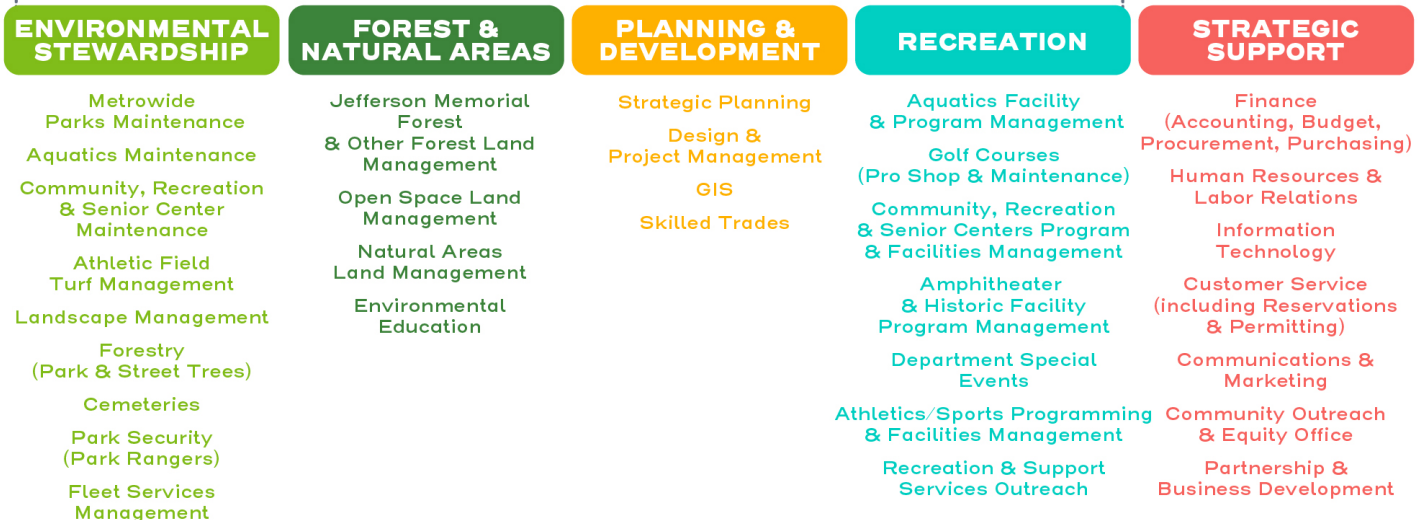 ENVIRONMENTAL
STEWARDSHIP
Metrowide
Parks Maintenance
Aquatics Maintenance
Community, Recreation
& Senior Center
Maintenance
Athletic Field
Turf Management
Landscape Management
Forestry
(Park & Street Trees)
Cemeteries
Park Security
(Park Rangers)
Fleet Services
Management
FOREST &
NATURAL AREAS
Jefferson Memorial
Forest
& Other Forest Land
Management
Open Space Land
Management
Natural Areas
Land Management
Environmental
Education
PLANNING &
DEVELOPMENT
Strategic Planning
Design &
Project Management
GIS
Skilled Trades
RECREATION
Aquatics Facility
& Program Management
Golf Courses
(Pro Shop & Maintenance)
Community, Recreation
& Senior Centers Program
& Facilities Management
Amphitheater
& Historic Facility
Program Management
Department Special
Events
Athletics/Sports Programming
& Facilities Management
Recreation & Support
Services Outreach
STRATEGIC
SUPPORT
Finance
(Accounting, Budget,
Procurement, Purchasing)
Human Resources &
Labor Relations
Information
Technology
Customer Service
(including Reservations
& Permitting)
Communications &
Marketing
Community Outreach
& Equity Office
Partnership &
Business Development